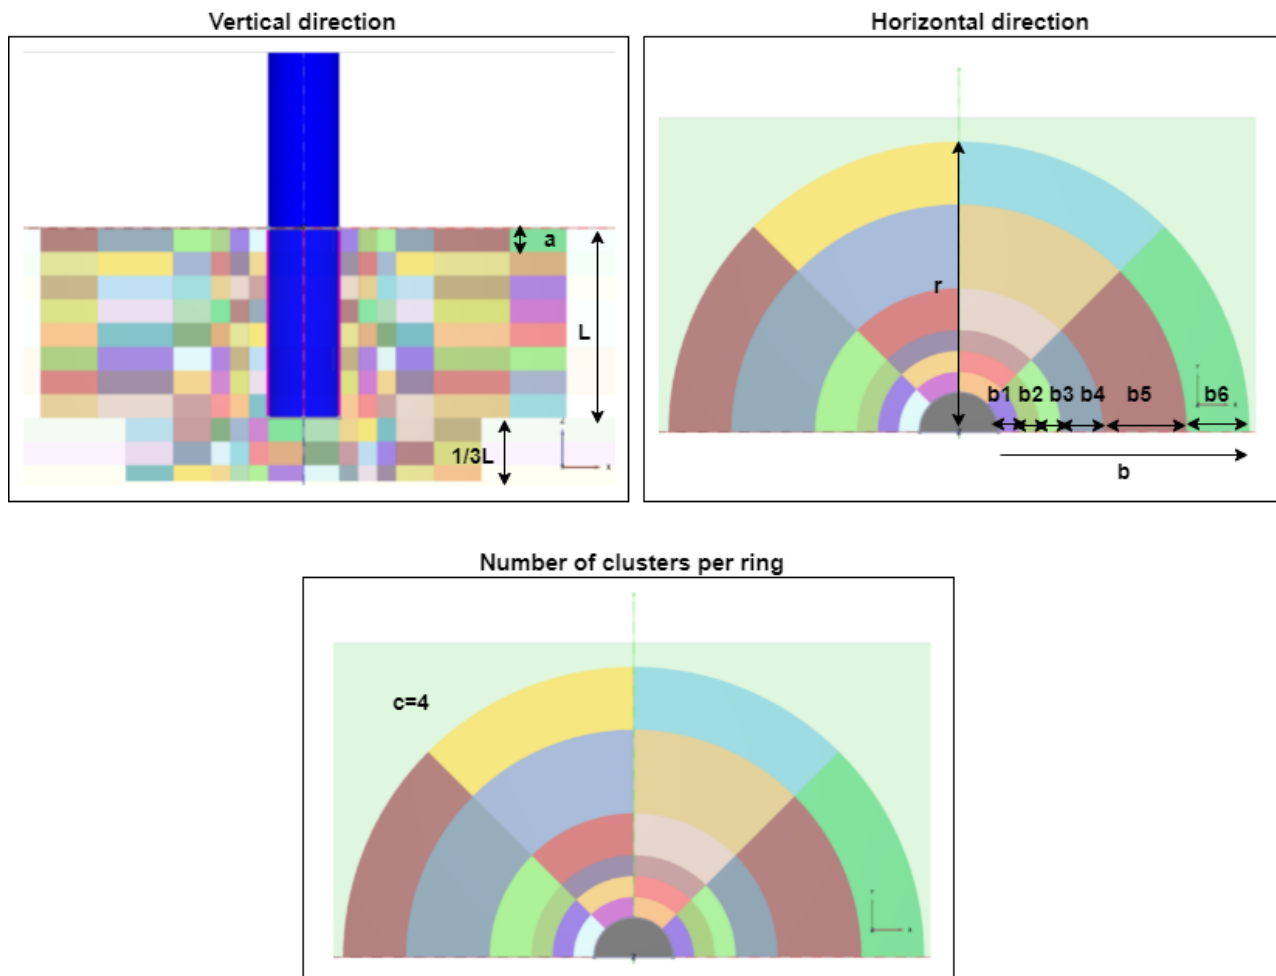 Vertical direction
Horizontal direction
a
L
1/3L
z
x
r
b1 b2 b3 b4 b5 b6
b
Y
X
Number of clusters per ring
c=4
Y
X